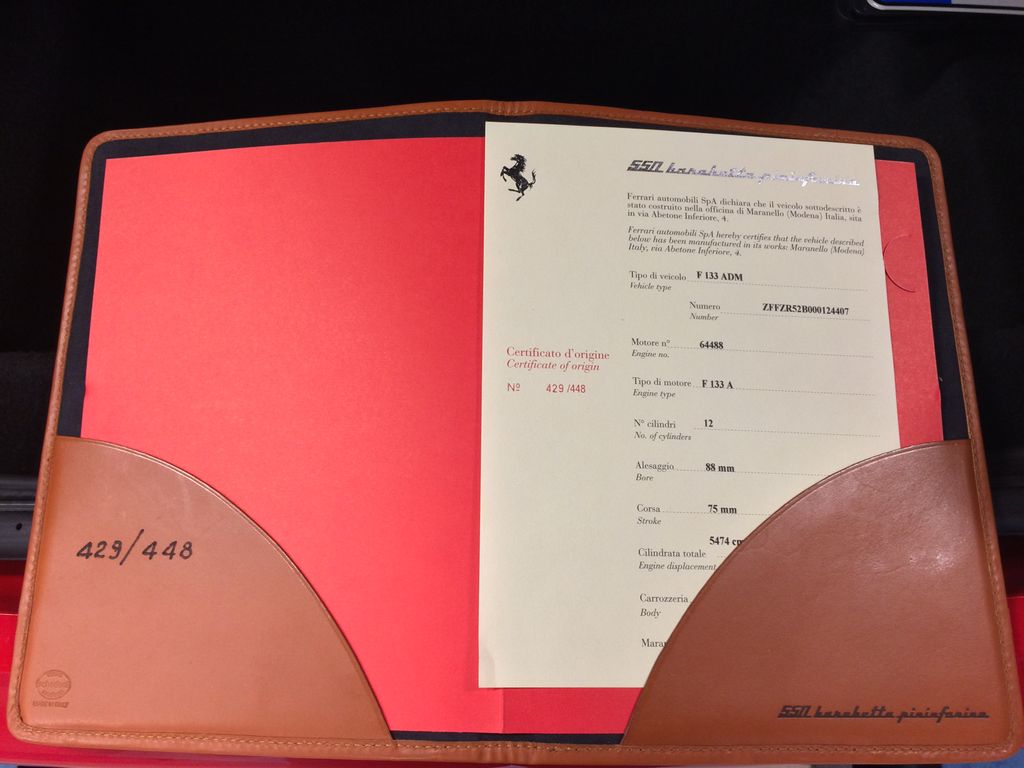 550 barchetta pininfarina
Ferrari automobili SpA dichiara che il veicolo sottodescritto è
stato costruito nella officina di Maranello (Modena) Italia, sita
in via Abetone Inferiore, 4.
Ferrari automobili SpA hereby certifies that the vehicle described
below has been manufactured in its works: Maranello (Modena)
Italy, via Abetone Inferiore, 4.
Tipo di veicolo F 133 ADM
Vehicle type
Numero ZFFZR52B000124407
Number
Certificato d'origine
Certificate of origin
Nº 429 /448
Motore n° 64488
Engine no.
Tipo di motore F 133 A
Engine type
N° cilindri 12
No. of cylinders
Alesaggio 88 mm
Bore
Corsa 75 mm
Stroke
Cilindrata totale 5474 
Engine displacement
Carrozzeria
Body
429/448
MADE IN ITALY
550 barchetta pininfarina